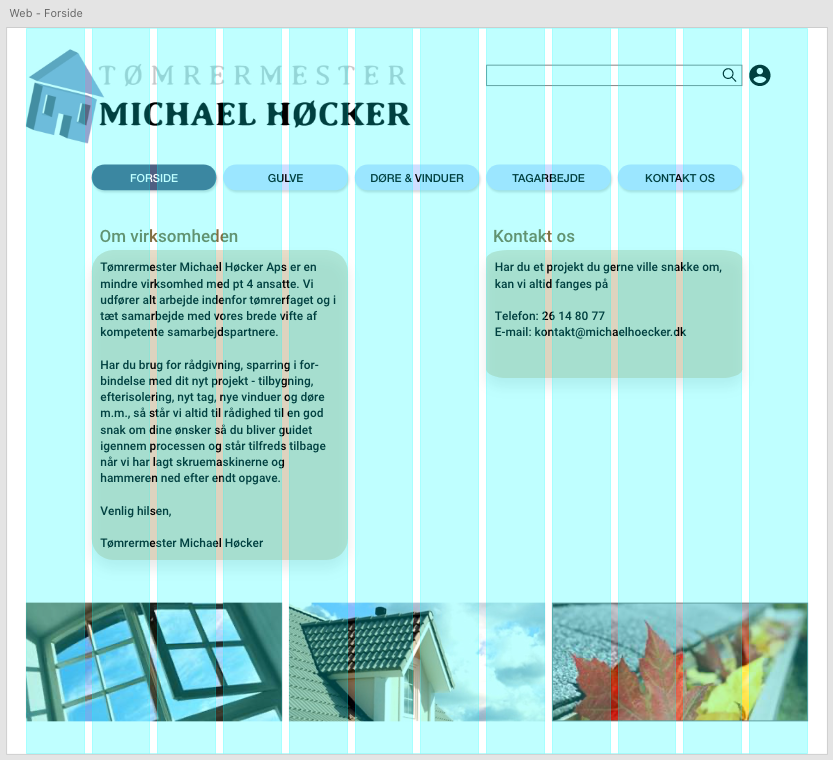 Web - Forside
TØMRERMESTER
MICHAEL HØCKER
FORSIDE
GULVE
DØRE & VINDUER
TAGARBEJDE
KONTAKT OS
Om virksomheden
Tømrermester Michael Høcker Aps er en
mindre virksomhed med pt 4 ansatte. Vi
udfører alt arbejde indenfor tømrerfaget og i
tæt samarbejde med vores brede vifte af
kompetente samarbejdspartnere.
Har du brug for rådgivning, sparring i for-
bindelse med dit nyt projekt - tilbygning,
efterisolering, nyt tag, nye vinduer og døre
m.m., så står vi altid til rådighed til en god
snak om dine ønsker så du bliver guidet
igennem processen og står tilfreds tilbage
når vi har lagt skruemaskinerne og
hammeren ned efter endt opgave.
Venlig hilsen,
Tømrermester Michael Høcker
Kontakt os
Har du et projekt du gerne ville snakke om,
kan vi altid fanges på
Telefon: 26 14 80 77
E-mail: kontakt@michaelhoecker.dk